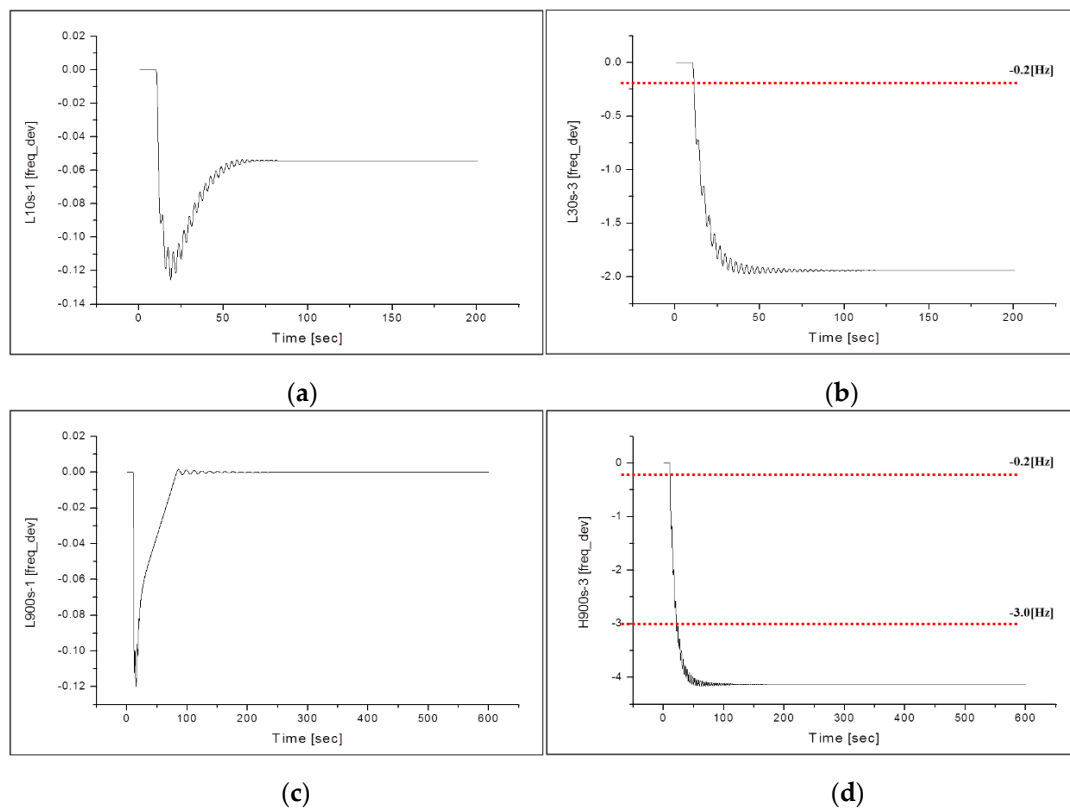 0.02
0.00
-0.02
-0.04
-0.06
-0.08
-0.10
-0.12
-0.14
L10s-1 [freq_dev]
0 50 100 150 200
Time [sec]
(a)
0.0
-0.5
-1.0
-1.5
-2.0
L30s-3 [freq_dev]
-0.2[Hz]
0 50 100 150 200
Time [sec]
(b)
0.02
0.00
-0.02
-0.04
-0.06
-0.08
-0.10
-0.12
L900s-1 [freq_dev]
0 100 200 300 400 500 600
Time [sec]
(c)
0
-1
-2
-3
-4
H900s-3 [freq_dev]
-0.2[Hz]
-3.0[Hz]
0 100 200 300 400 500 600
Time [sec]
(d)